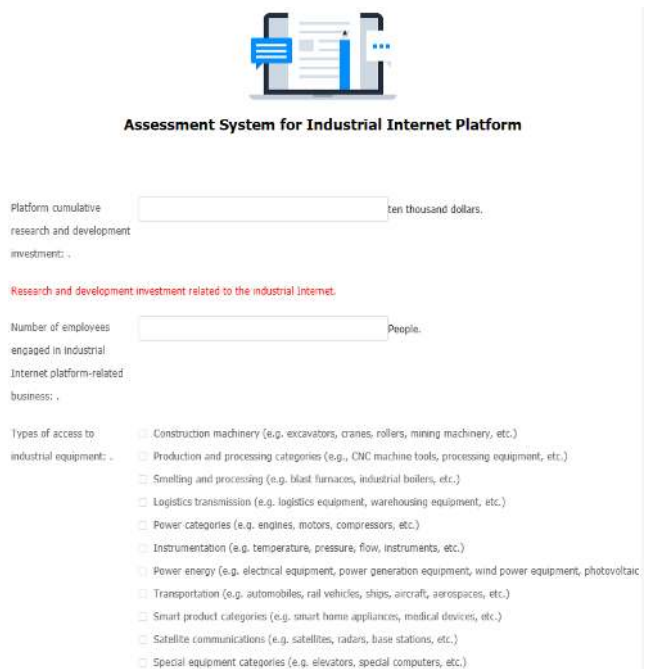 Assessment System for Industrial Internet Platform
Platform cumulative
research and development
investment: .
ten thousand dollars.
Research and development investment related to the industrial Internet.
Number of employees
engaged in industrial
Internet platform-related
business: .
People.
Types of access to
industrial equipment: .
Construction machinery (e.g. excavators, cranes, rollers, mining machinery, etc.)
Production and processing categories (e.g., CNC machine tools, processing equipment, etc.)
Smelting and processing (e.g. blast furnaces, industrial boilers, etc.)
Logistics transmission (e.g. logistics equipment, warehousing equipment, etc.)
Power categories (e.g. engines, motors, compressors, etc.)
Instrumentation (e.g. temperature, pressure, flow, instruments, etc.)
Power energy (e.g. electrical equipment, power generation equipment, wind power equipment, photovoltaic
Transportation (e.g. automobiles, rail vehicles, ships, aircraft, aerospaces, etc.)
Smart product categories (e.g. smart home appliances, medical devices, etc.)
Satellite communications (e.g. satellites, radars, base stations, etc.)
Special equipment categories (e.g. elevators, special computers, etc.)